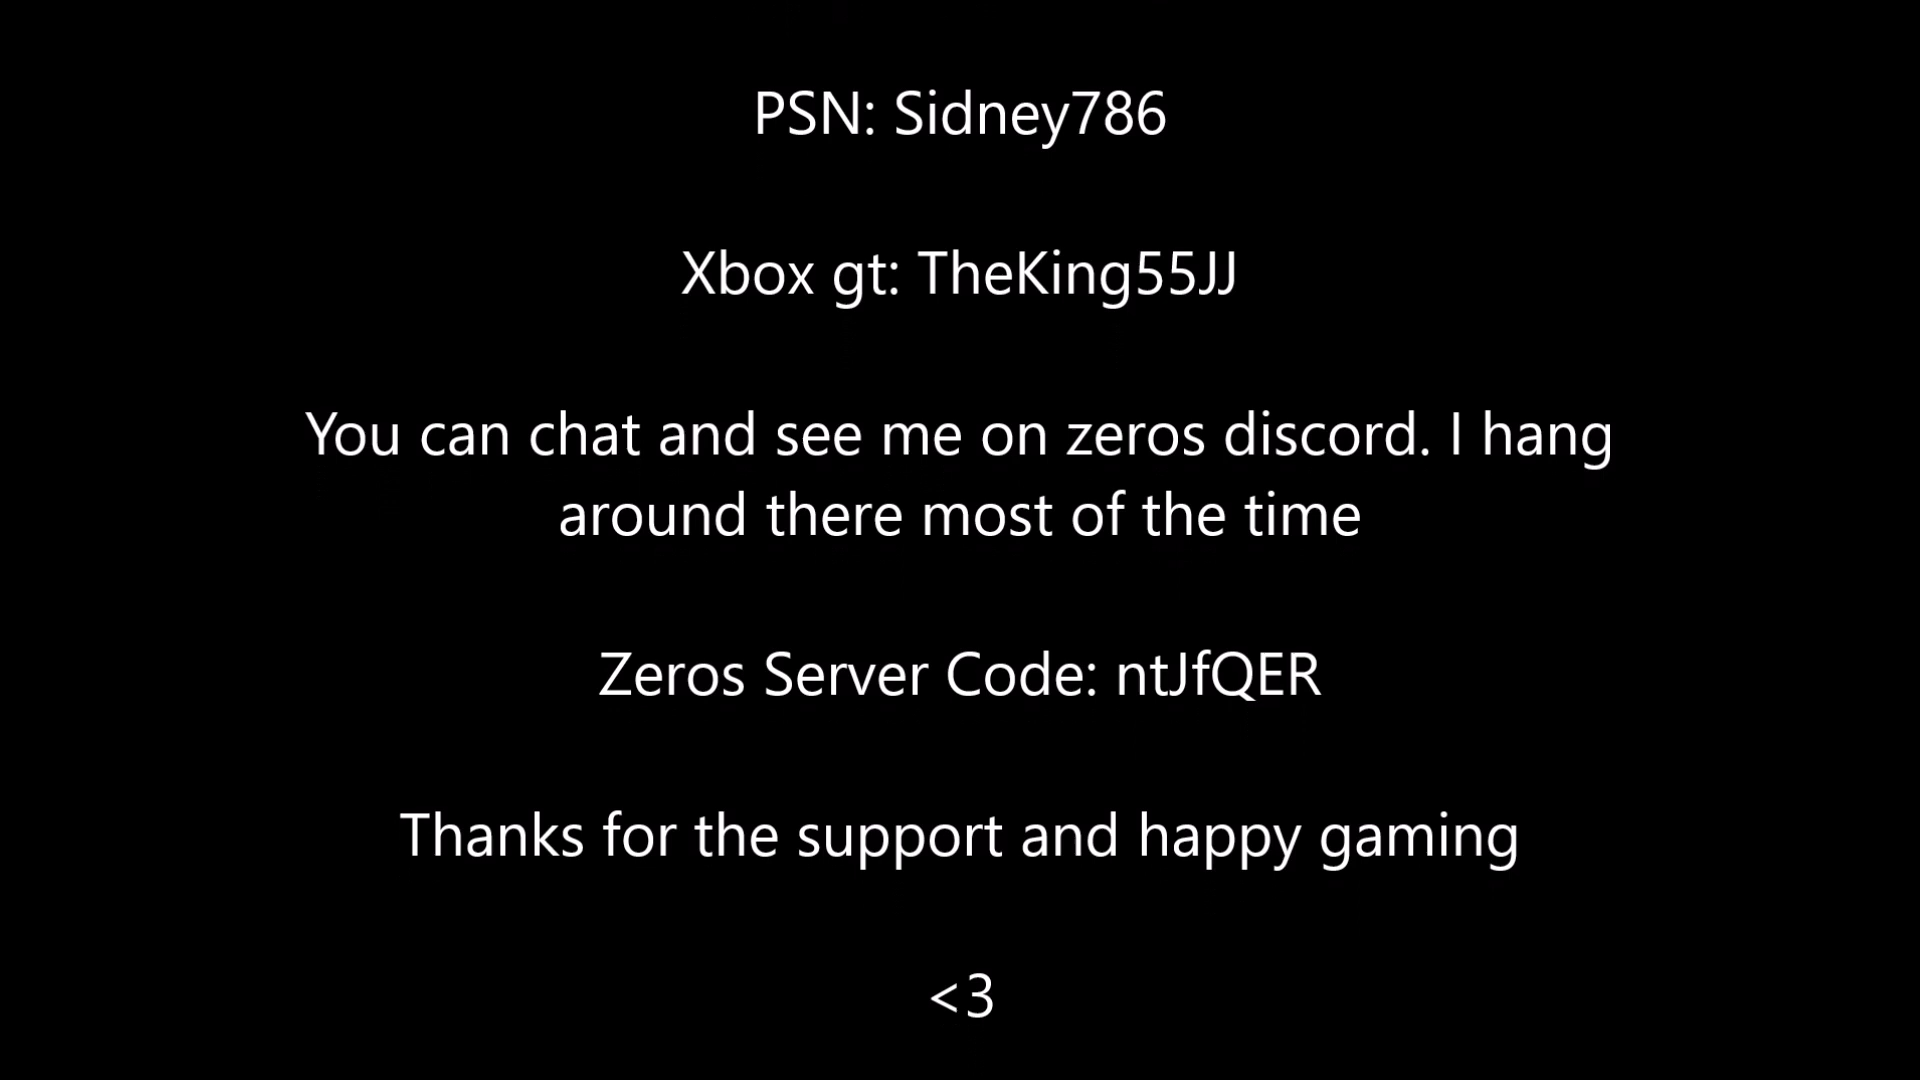 PSN: Sidney786
Xbox gt: TheKing55JJ
You can chat and see me on zeros discord. I hang
around there most of the time
Zeros Server Code: ntJfQER
Thanks for the support and happy gaming
<3